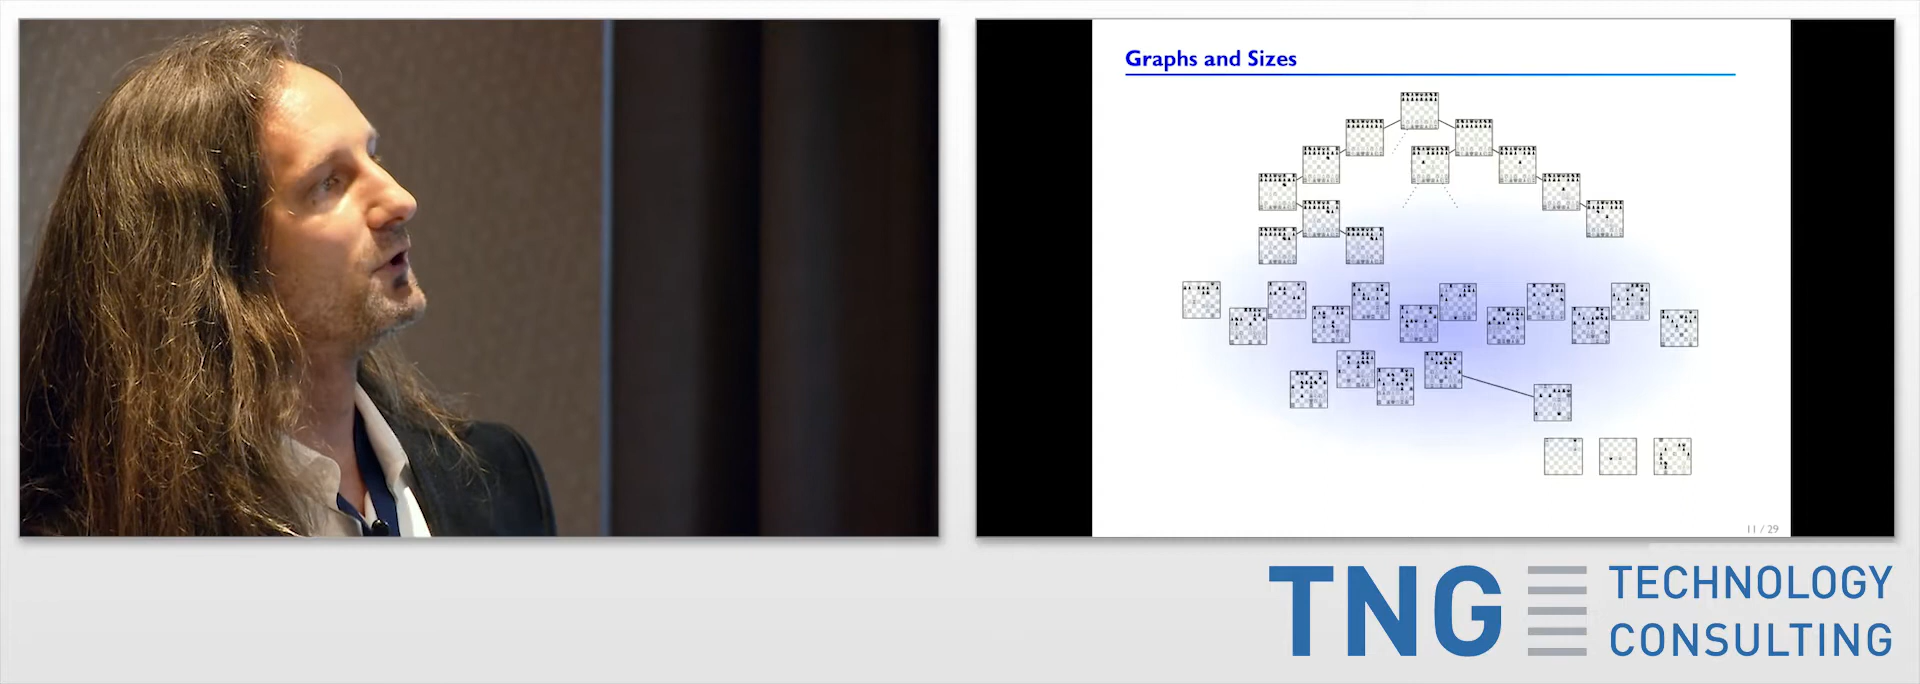 Graphs and Sizes
11 / 29
TNG TECHNOLOGY
CONSULTING